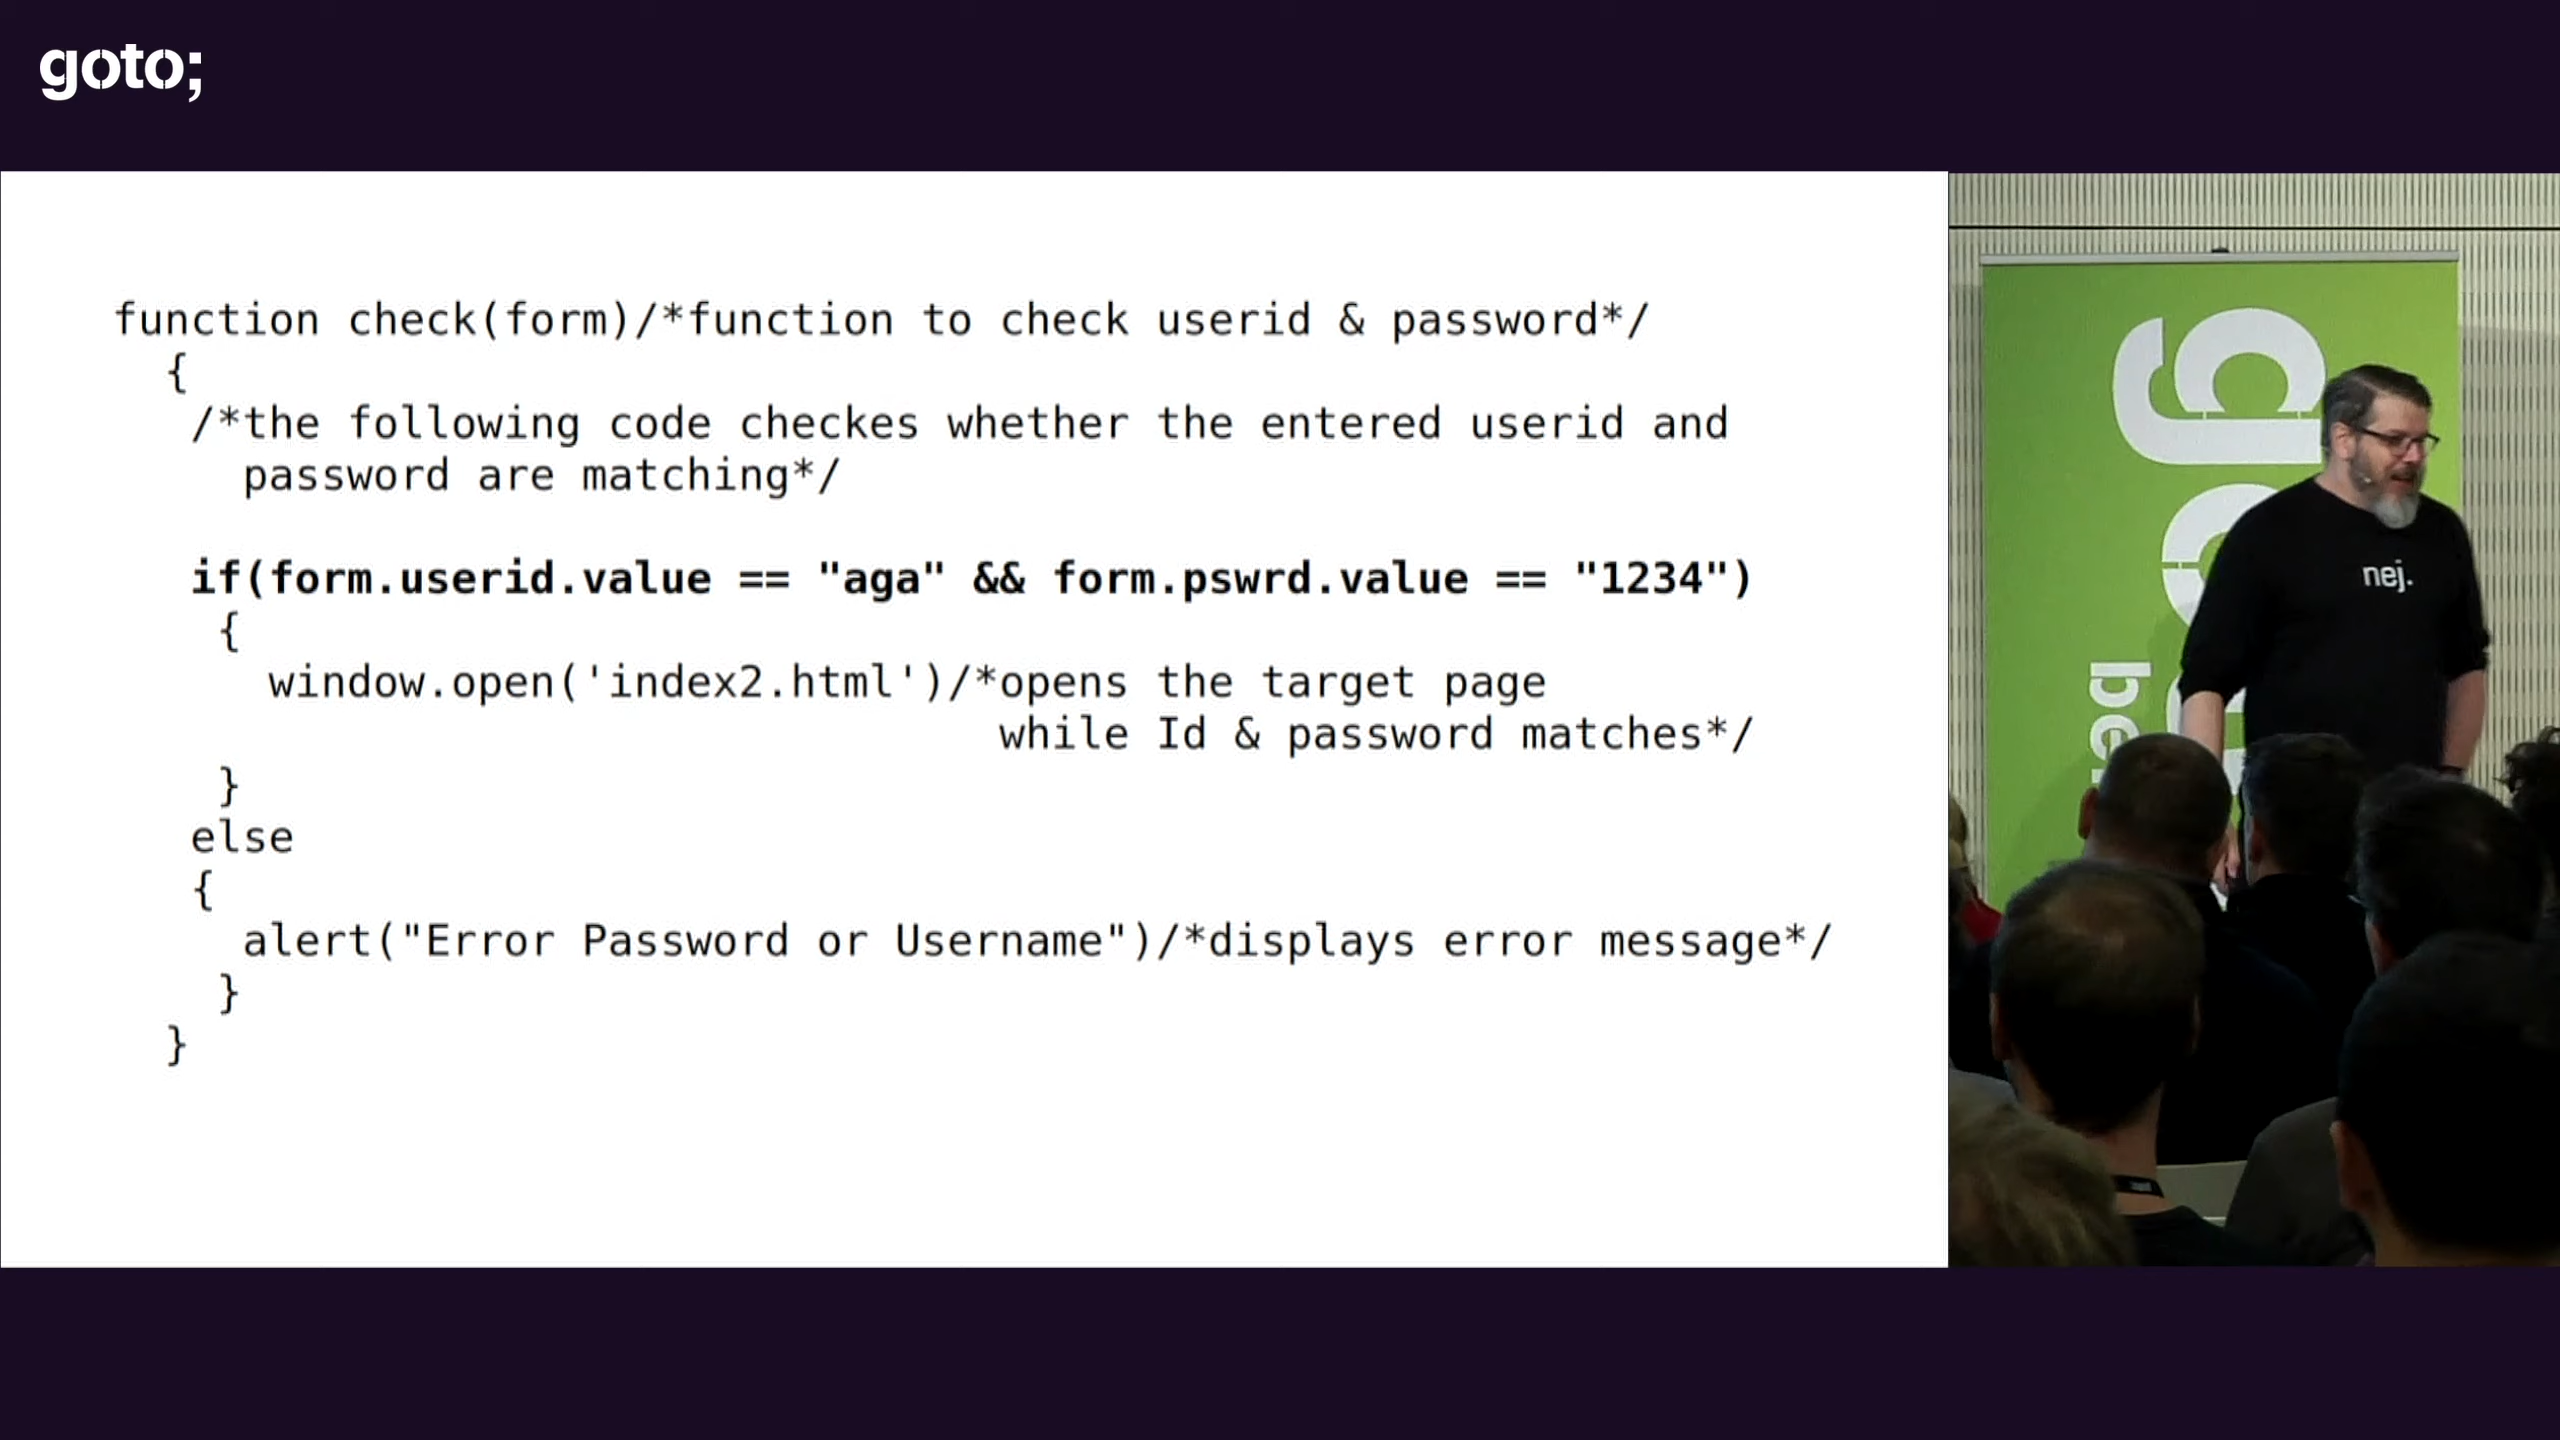 goto;
function check(form)/*function to check userid & password*/
{
/*the following code checkes whether the entered userid and
password are matching*/
if(form.userid.value == "aga" && form.pswrd.value == "1234")
{
window.open('index2.html')/*opens the target page
while Id & password matches*/
}
else
{
alert("Error Password or Username")/*displays error message*/
}
}
nej.